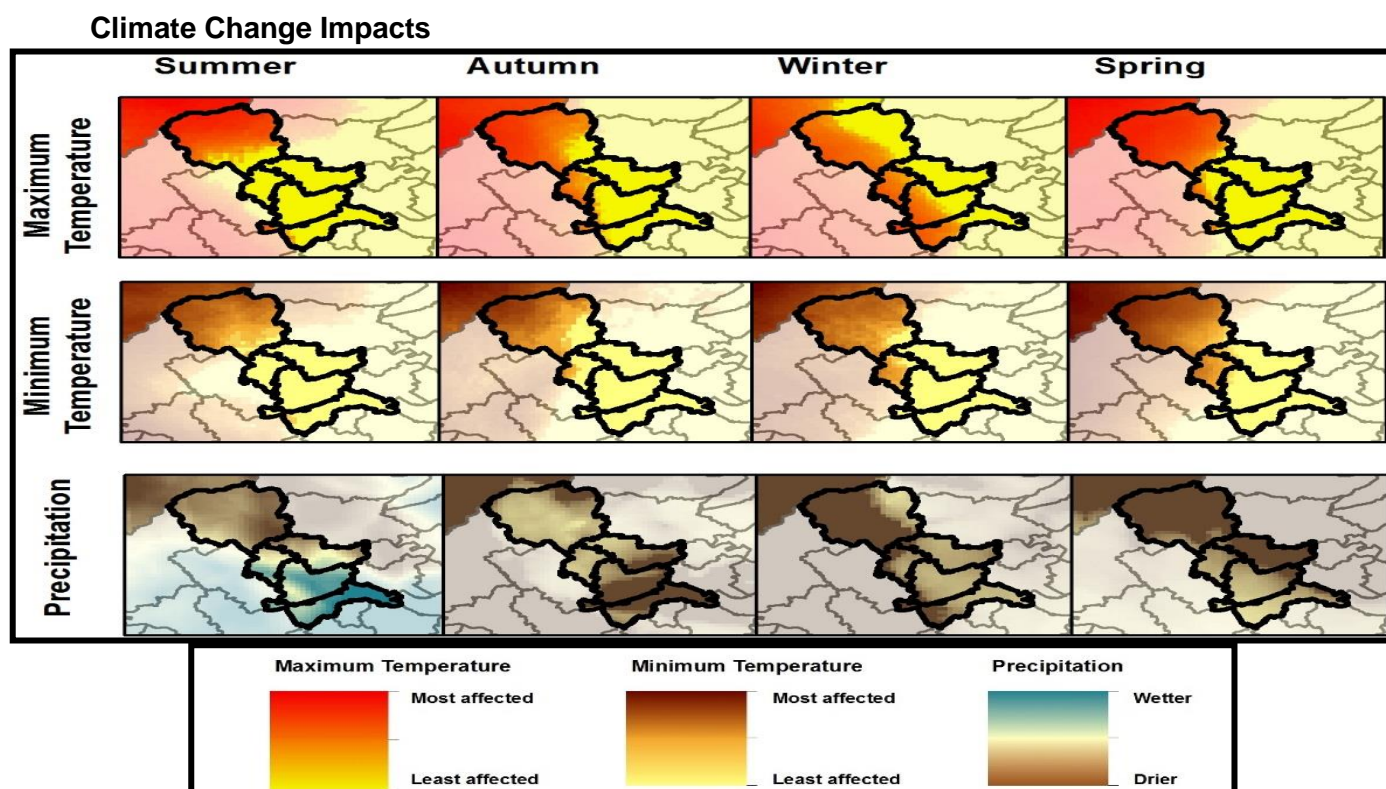 Climate Change Impacts
Summer Autumn Winter Spring
Maximum
Temperature
Minimum
Temperature
Precipitation
Maximum Temperature Minimum Temperature Precipitation
Most affected Most affected Wetter
Least affected Least affected Drier